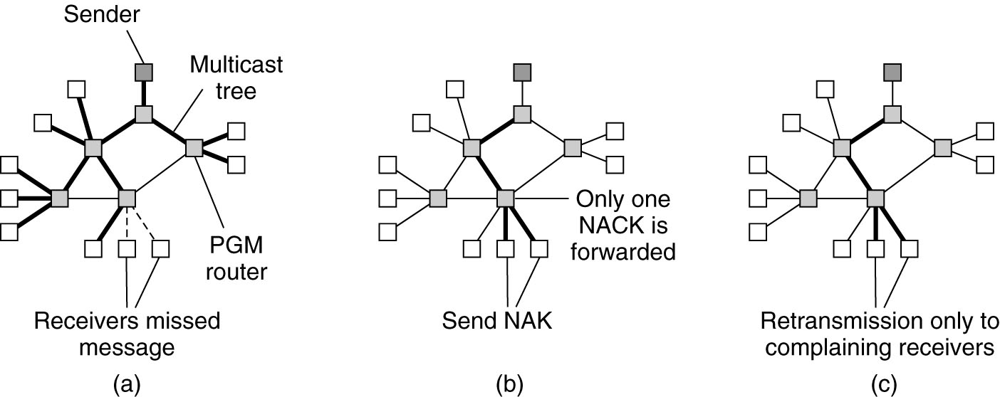 Sender
Multicast
tree
PGM
router
Receivers missed
message
(a)
Only one
NACK is
forwarded
Send NAK
(b)
Retransmission only to
complaining receivers
(c)